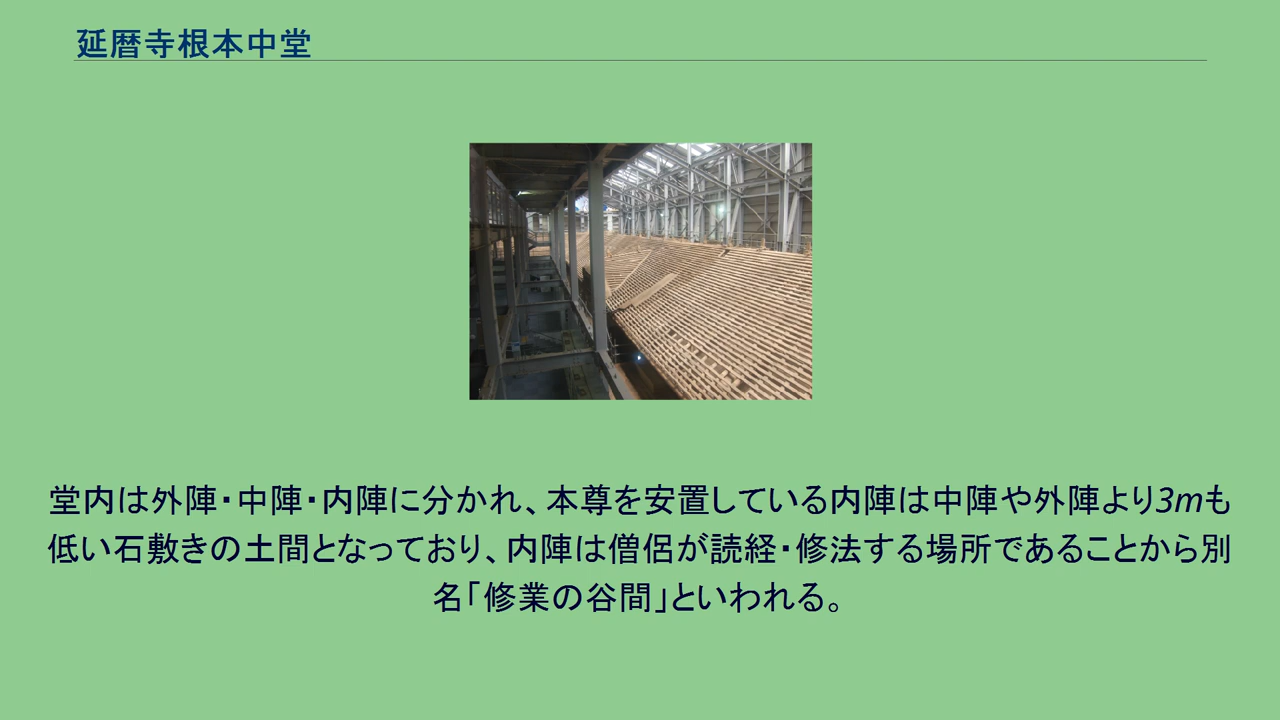 延暦寺根本中堂
堂内は外陣・中陣・内陣に分かれ、本尊を安置している内陣は中陣や外陣より3mも
低い石敷きの土間となっており、内陣は僧侶が読経・修法する場所であることから別
名「修業の谷間」といわれる。